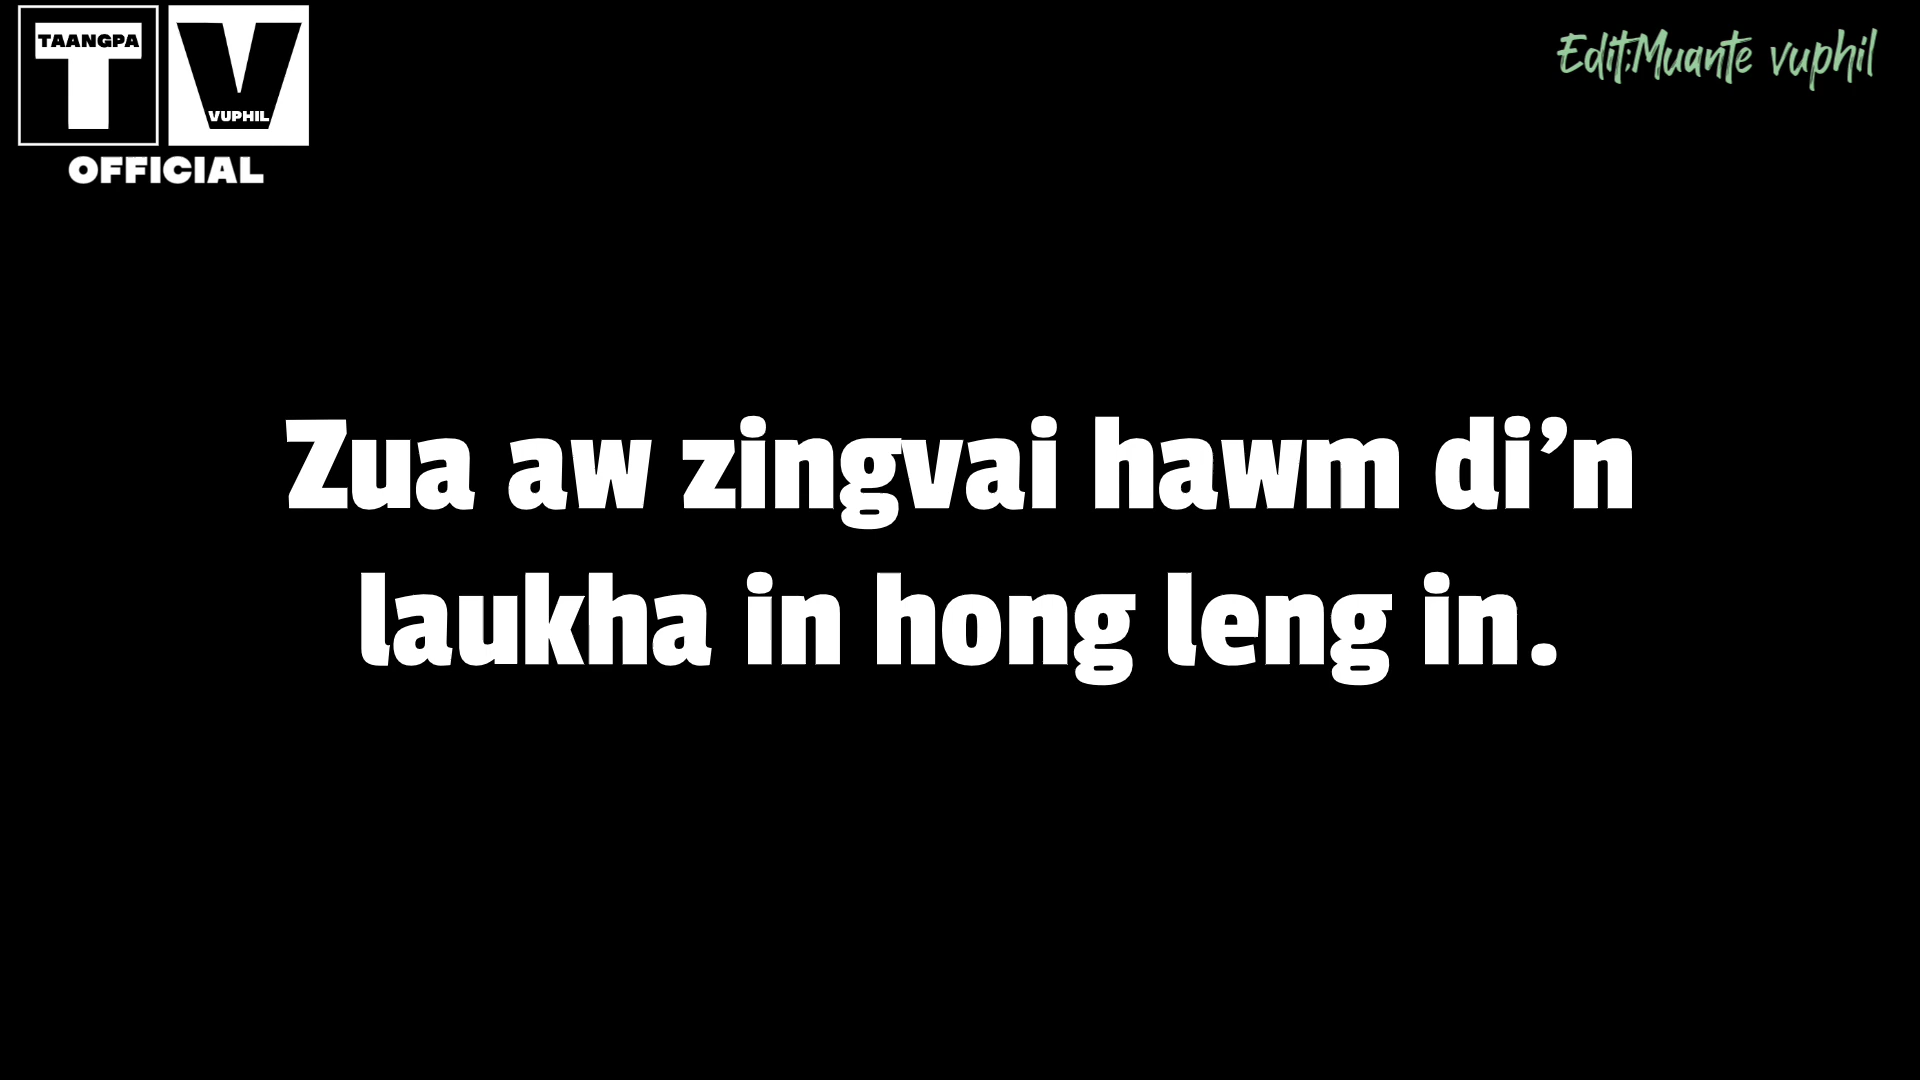 TAANGPA
VUPHIL
OFFICIAL
Edit:Muante vuphil
Zua aw zingvai hawm di’n
laukha in hong leng in.